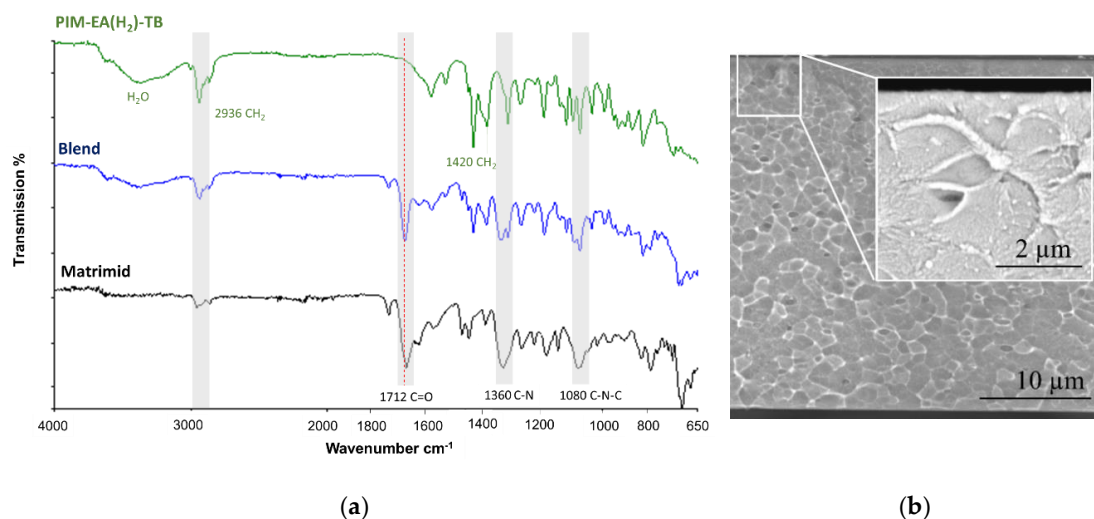 PIM-EA(H₂)-TB
H₂O
2936 CH₂
Blend
1420 CH₂
Matrimid
1712 C=O
1360 C-N
1080 C-N-C
Transmission %
4000
3000
2000
1600
1400
1200
1000
800
650
Wavenumber cm⁻¹
(a)
2 µm
10 µm
(b)